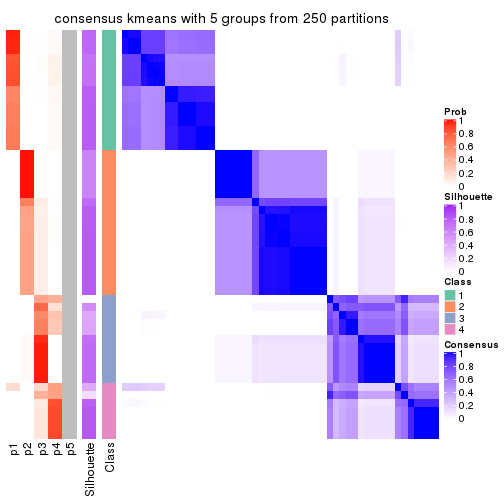 consensus kmeans with 5 groups from 250 partitions
Prob
1
0.8
0.6
0.4
0.2
0
Silhouette
1
0.8
0.6
0.4
0.2
0
Class
1
2
3
4
Consensus
1
0.8
0.6
0.4
0.2
0
p1
p2
p3
p4
p5
Silhouette
Class